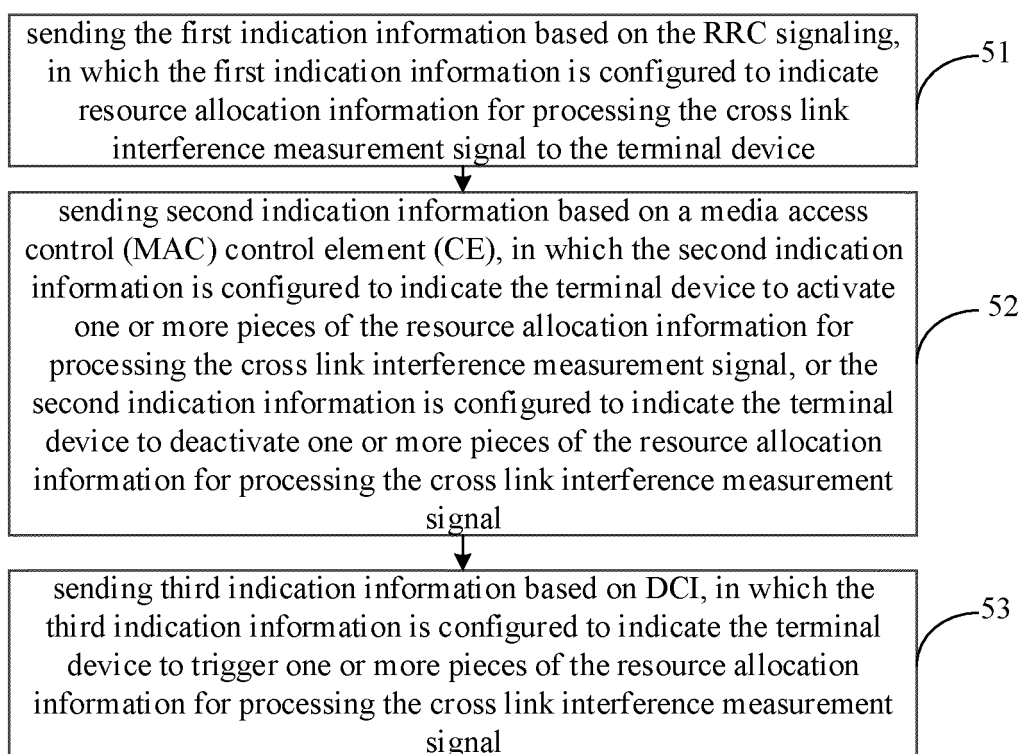 sending the first indication information based on the RRC signaling,
in which the first indication information is configured to indicate
resource allocation information for processing the cross link
interference measurement signal to the terminal device
51
sending second indication information based on a media access
control (MAC) control element (CE), in which the second indication
information is configured to indicate the terminal device to activate
one or more pieces of the resource allocation information for
processing the cross link interference measurement signal, or the
second indication information is configured to indicate the terminal
device to deactivate one or more pieces of the resource allocation
information for processing the cross link interference measurement
signal
52
sending third indication information based on DCI, in which the
third indication information is configured to indicate the terminal
device to trigger one or more pieces of the resource allocation
information for processing the cross link interference measurement
signal
53